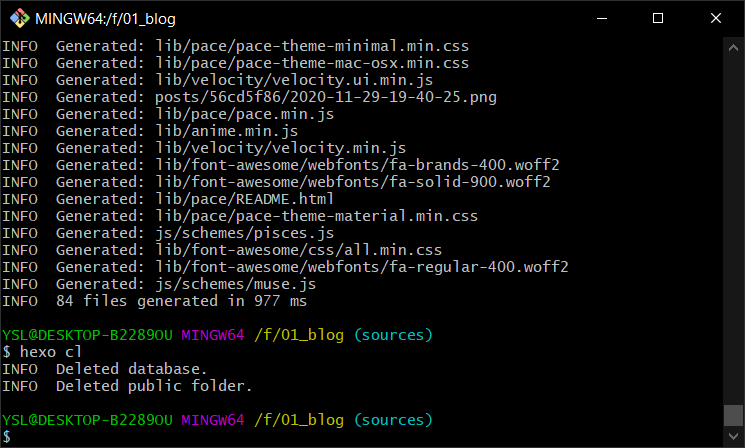 MINGW64:/f/01_blog
INFO  Generated: lib/pace/pace-theme-minimal.min.css
INFO  Generated: lib/pace/pace-theme-mac-osx.min.css
INFO  Generated: lib/velocity/velocity.ui.min.js
INFO  Generated: posts/56cd5f86/2020-11-29-19-40-25.png
INFO  Generated: lib/pace/pace.min.js
INFO  Generated: lib/anime.min.js
INFO  Generated: lib/velocity/velocity.min.js
INFO  Generated: lib/font-awesome/webfonts/fa-brands-400.woff2
INFO  Generated: lib/font-awesome/webfonts/fa-solid-900.woff2
INFO  Generated: lib/pace/README.html
INFO  Generated: lib/pace/pace-theme-material.min.css
INFO  Generated: js/schemes/pisces.js
INFO  Generated: lib/font-awesome/css/all.min.css
INFO  Generated: lib/font-awesome/webfonts/fa-regular-400.woff2
INFO  Generated: js/schemes/muse.js
INFO  84 files generated in 977 ms
YSL@DESKTOP-B2289OU MINGW64 /f/01_blog (sources)
$ hexo cl
INFO  Deleted database.
INFO  Deleted public folder.
YSL@DESKTOP-B2289OU MINGW64 /f/01_blog (sources)
$